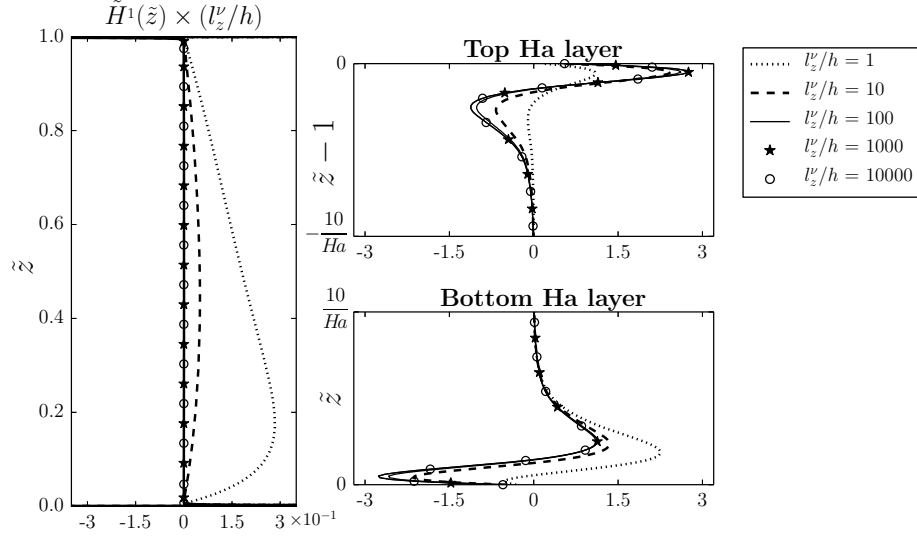 H̃¹(z̃) × (l_z^ν/h)
1.0
0.8
0.6
0.4
0.2
0.0
z̃
-3 -1.5 0 1.5 3 ×10⁻¹
Top Ha layer
0
z̃ − 1
−10/Ha
-3 -1.5 0 1.5 3
Bottom Ha layer
10/Ha
z̃
0
-3 -1.5 0 1.5 3
l_z^ν/h = 1
l_z^ν/h = 10
l_z^ν/h = 100
l_z^ν/h = 1000
l_z^ν/h = 10000